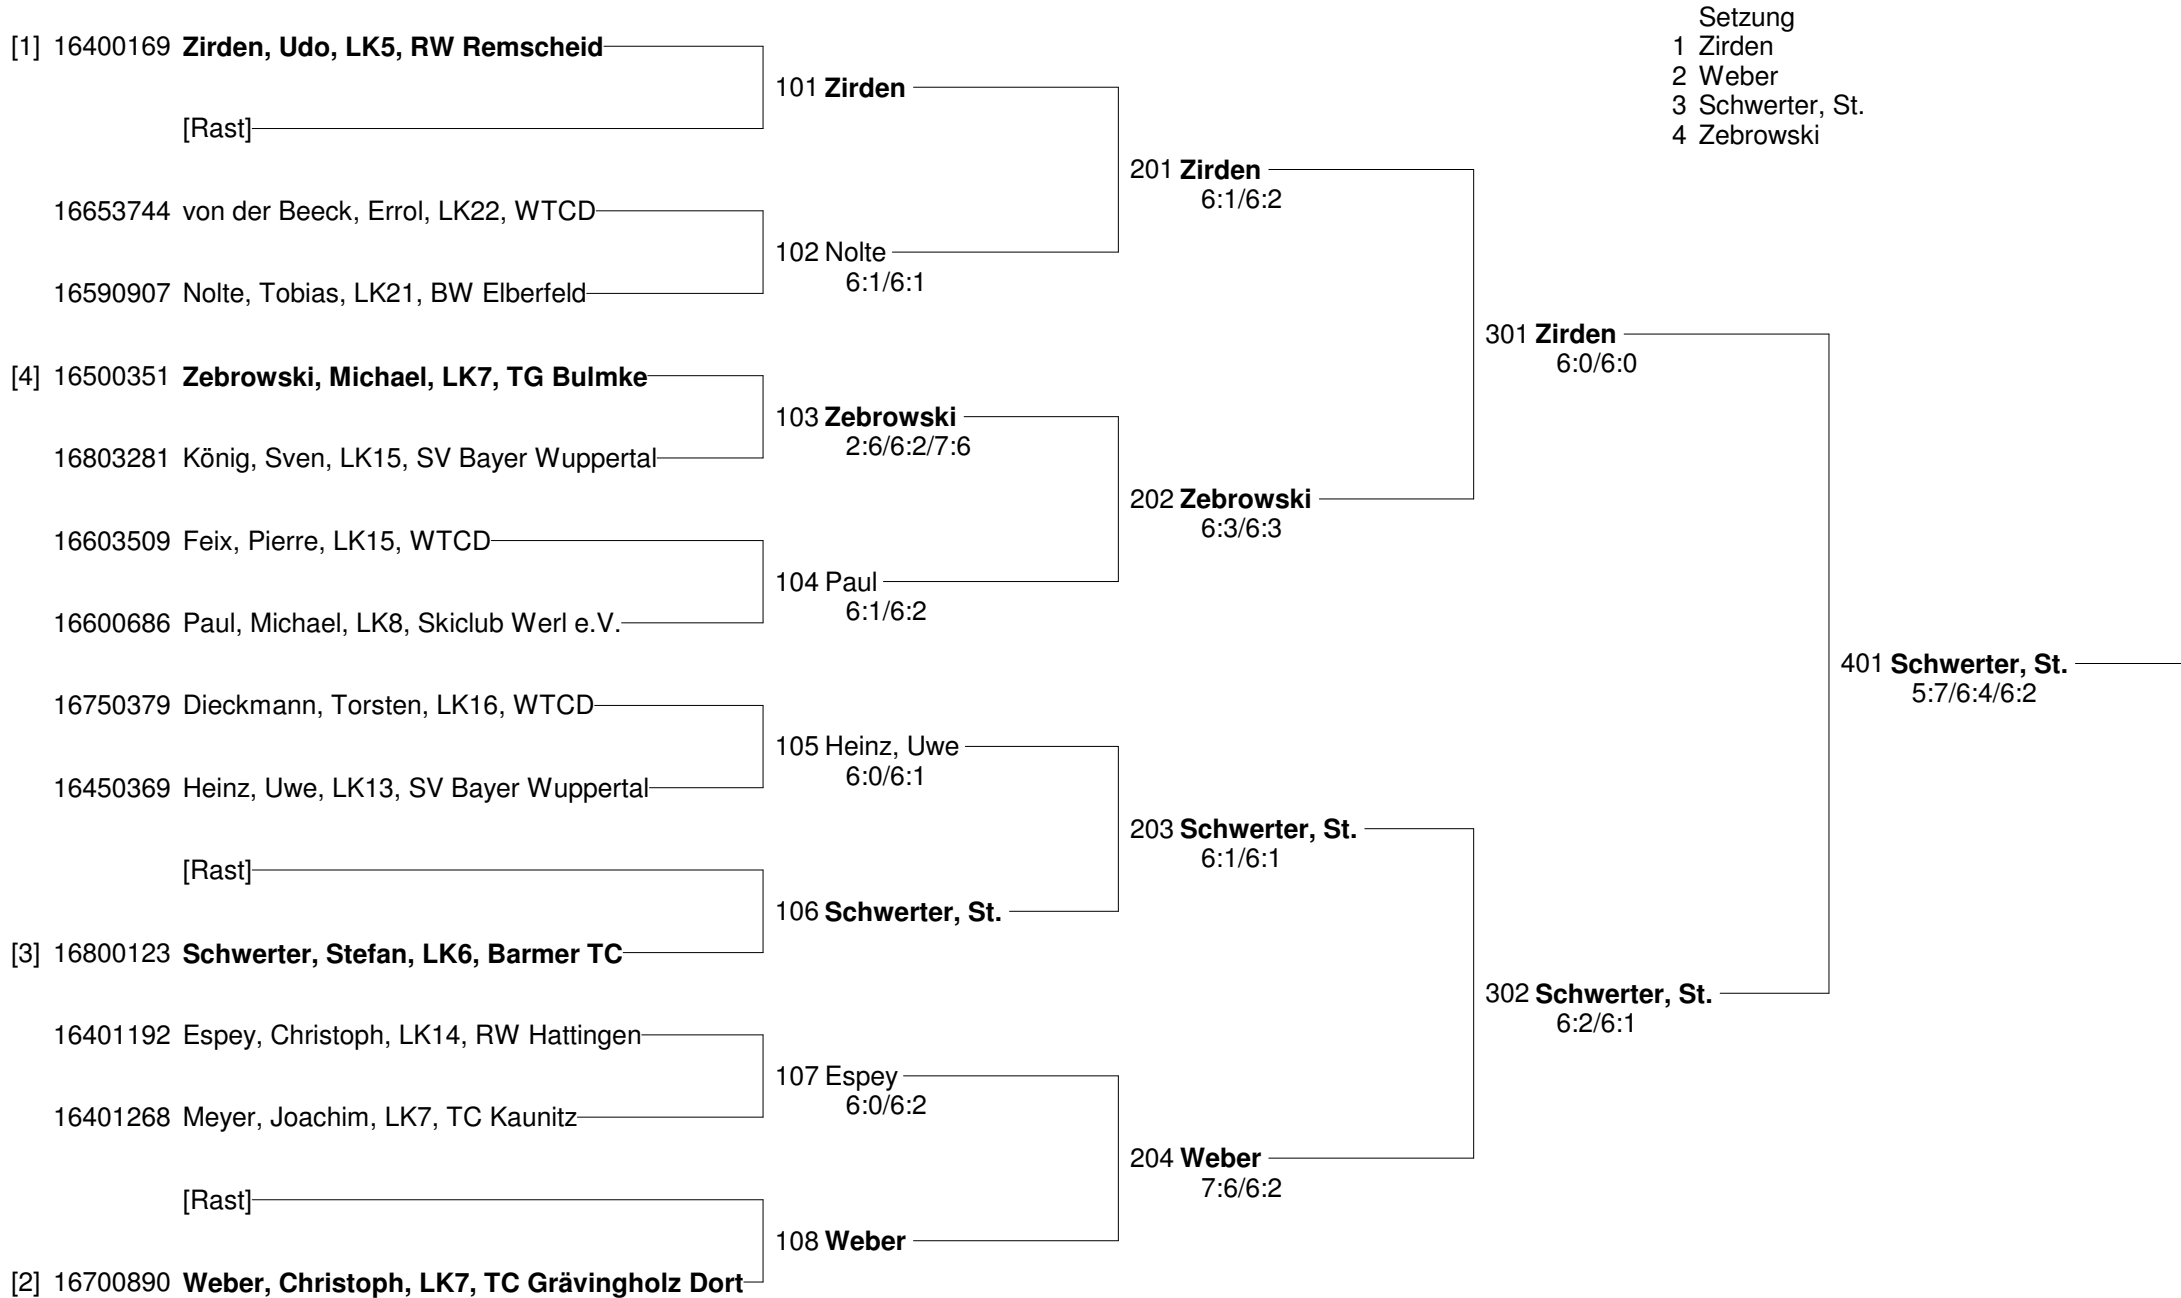 Setzung
1 Zirden
2 Weber
3 Schwerter, St.
4 Zebrowski
[1] 16400169 Zirden, Udo, LK5, RW Remscheid
[Rast]
16653744 von der Beeck, Errol, LK22, WTCD
16590907 Nolte, Tobias, LK21, BW Elberfeld
[4] 16500351 Zebrowski, Michael, LK7, TG Bulmke
16803281 König, Sven, LK15, SV Bayer Wuppertal
16603509 Feix, Pierre, LK15, WTCD
16600686 Paul, Michael, LK8, Skiclub Werl e.V.
16750379 Dieckmann, Torsten, LK16, WTCD
16450369 Heinz, Uwe, LK13, SV Bayer Wuppertal
[Rast]
[3] 16800123 Schwerter, Stefan, LK6, Barmer TC
16401192 Espey, Christoph, LK14, RW Hattingen
16401268 Meyer, Joachim, LK7, TC Kaunitz
[Rast]
[2] 16700890 Weber, Christoph, LK7, TC Grävingholz Dort
101 Zirden
102 Nolte
6:1/6:1
103 Zebrowski
2:6/6:2/7:6
104 Paul
6:1/6:2
105 Heinz, Uwe
6:0/6:1
106 Schwerter, St.
107 Espey
6:0/6:2
108 Weber
201 Zirden
6:1/6:2
202 Zebrowski
6:3/6:3
203 Schwerter, St.
6:1/6:1
204 Weber
7:6/6:2
301 Zirden
6:0/6:0
302 Schwerter, St.
6:2/6:1
401 Schwerter, St.
5:7/6:4/6:2